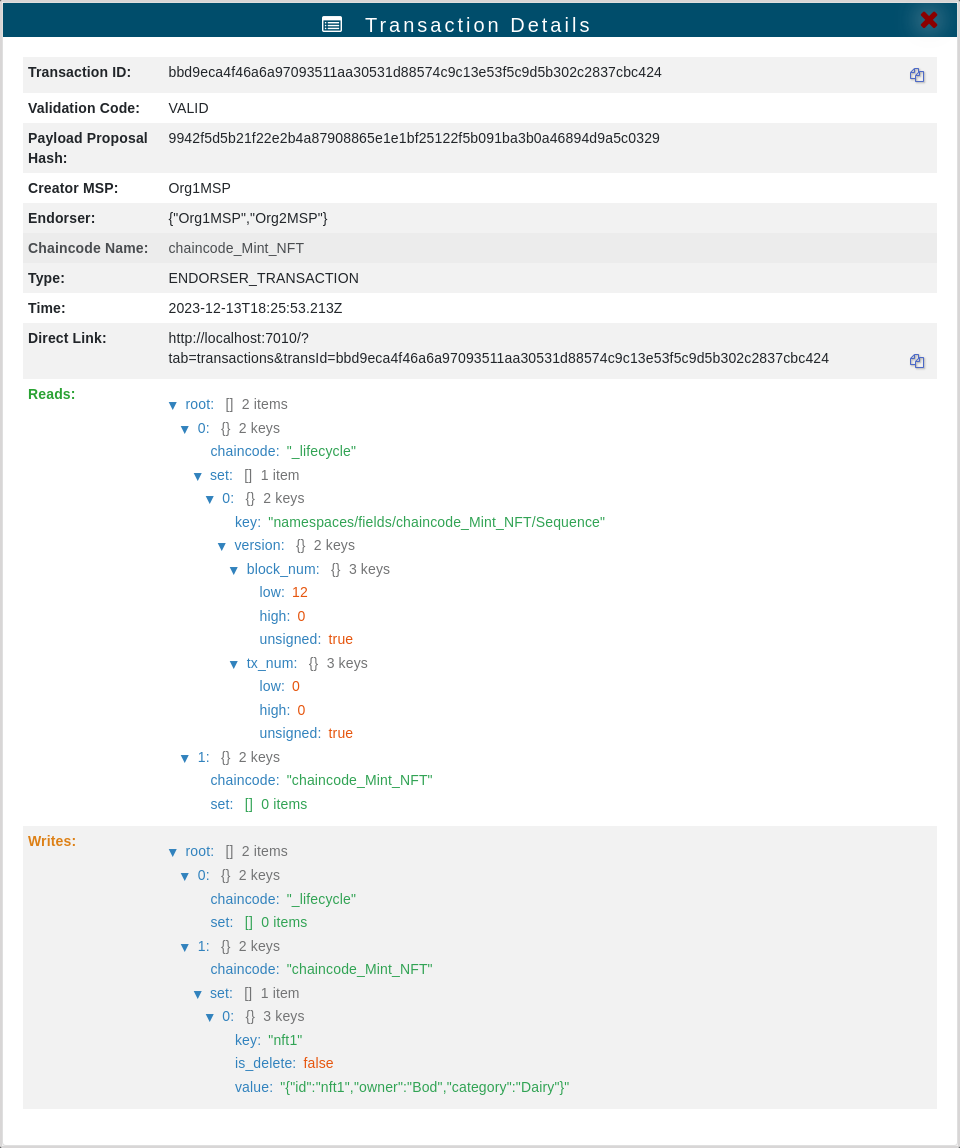 Transaction Details
Transaction ID: bbd9eca4f46a6a97093511aa30531d88574c9c13e53f5c9d5b302c2837cbc424
Validation Code: VALID
Payload Proposal Hash: 9942f5d5b21f22e2b4a87908865e1e1bf25122f5b091ba3b0a46894d9a5c0329
Creator MSP: Org1MSP
Endorser: {"Org1MSP","Org2MSP"}
Chaincode Name: chaincode_Mint_NFT
Type: ENDORSER_TRANSACTION
Time: 2023-12-13T18:25:53.213Z
Direct Link: http://localhost:7010/?
tab=transactions&transId=bbd9eca4f46a6a97093511aa30531d88574c9c13e53f5c9d5b302c2837cbc424
Reads:
▼ root: [] 2 items
▼ 0: {} 2 keys
chaincode: "_lifecycle"
▼ set: [] 1 item
▼ 0: {} 2 keys
key: "namespaces/fields/chaincode_Mint_NFT/Sequence"
▼ version: {} 2 keys
▼ block_num: {} 3 keys
low: 12
high: 0
unsigned: true
▼ tx_num: {} 3 keys
low: 0
high: 0
unsigned: true
▼ 1: {} 2 keys
chaincode: "chaincode_Mint_NFT"
set: [] 0 items
Writes:
▼ root: [] 2 items
▼ 0: {} 2 keys
chaincode: "_lifecycle"
set: [] 0 items
▼ 1: {} 2 keys
chaincode: "chaincode_Mint_NFT"
▼ set: [] 1 item
▼ 0: {} 3 keys
key: "nft1"
is_delete: false
value: "{"id":"nft1","owner":"Bod","category":"Dairy"}"